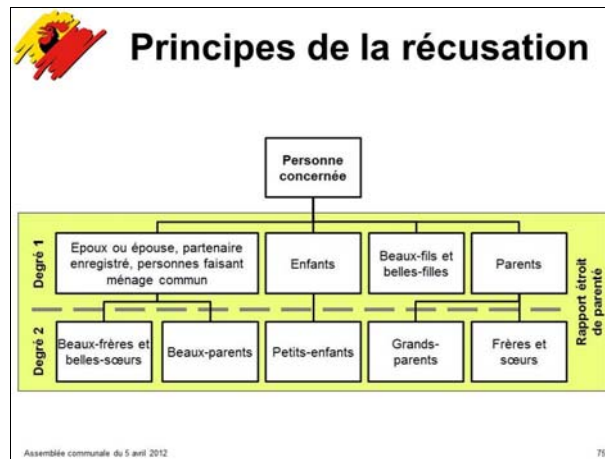 Principes de la récusation
Personne
concernée
Degré 1
Epoux ou épouse, partenaire
enregistré, personnes faisant
ménage commun
Enfants
Beaux-fils et
belles-filles
Parents
Rapport étroit
de parenté
Degré 2
Beaux-frères et
belles-sœurs
Beaux-parents
Petits-enfants
Grands-
parents
Frères et
sœurs
Assemblée communale du 5 avril 2012